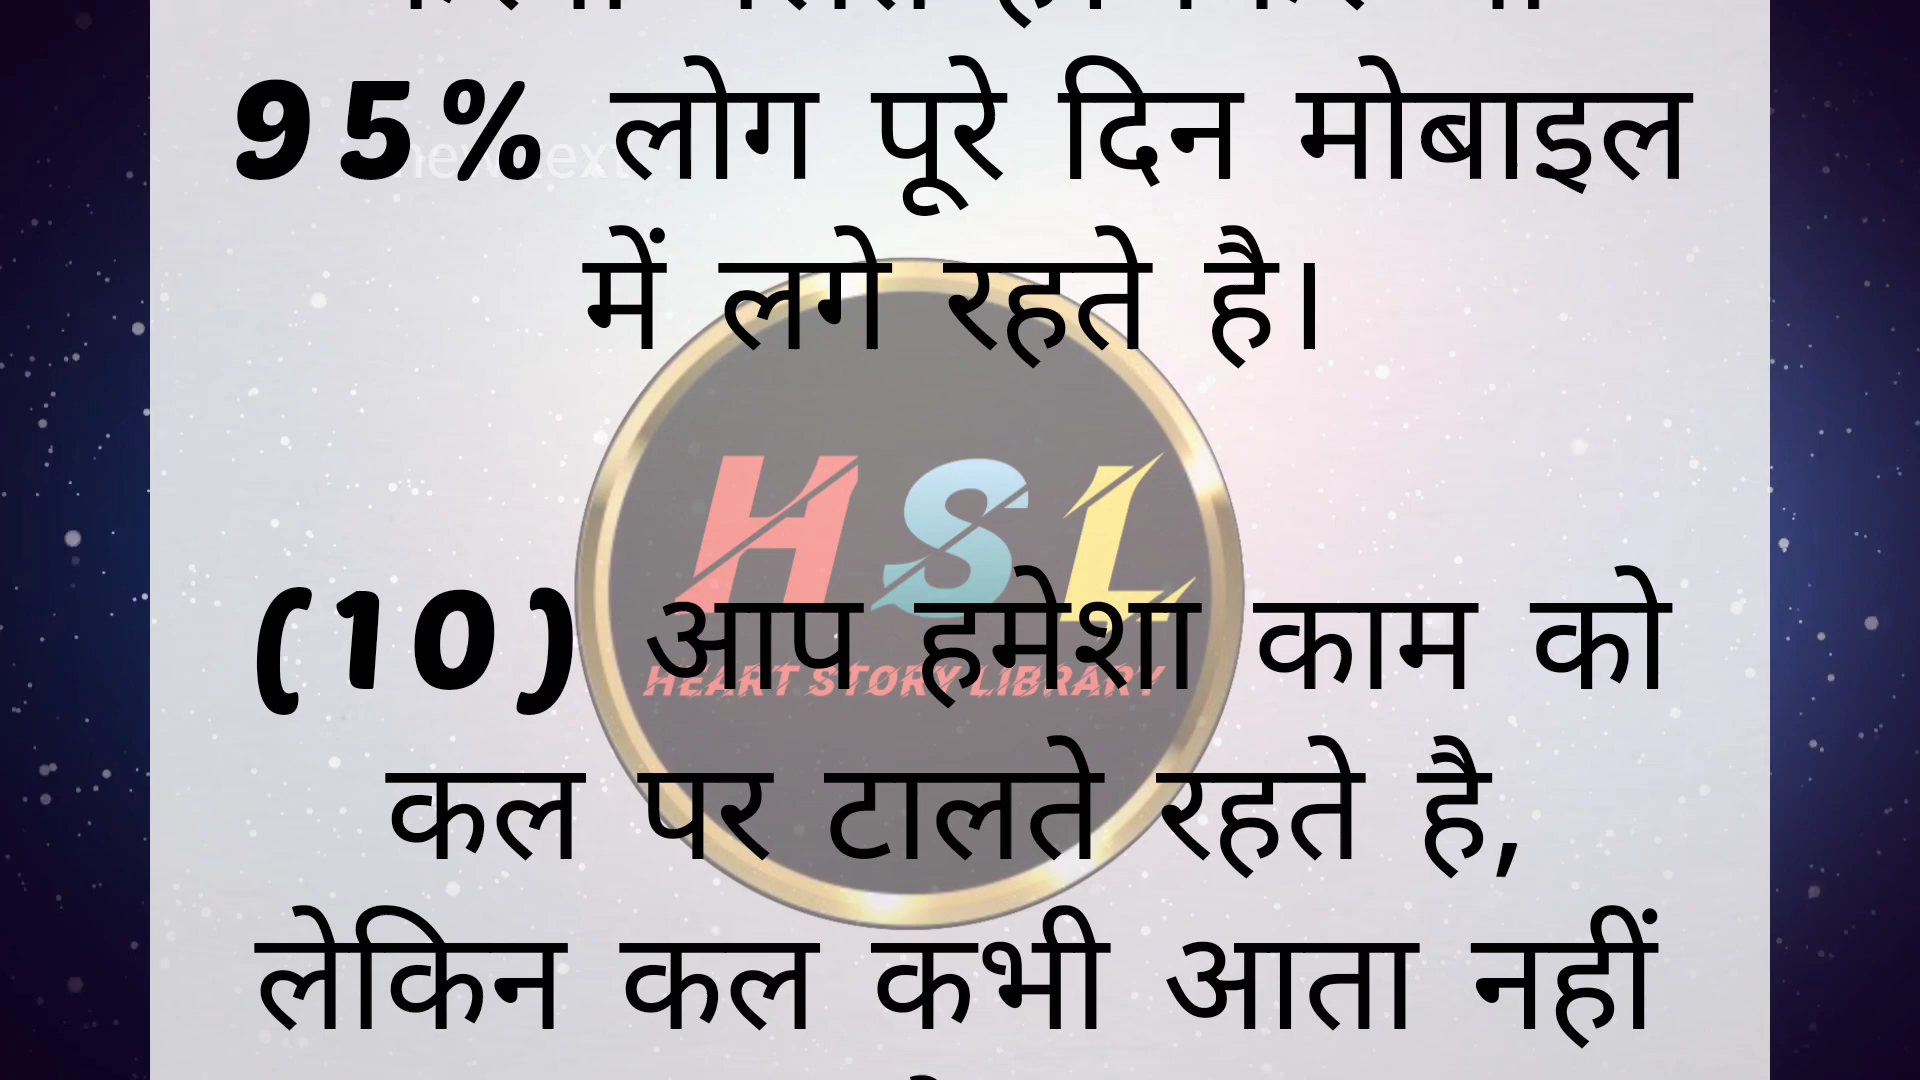 95% लोग पूरे दिन मोबाइल
में लगे रहते है।
HSL
(10) आप हमेशा काम को
HEART STORY LIBRARY
कल पर टालते रहते है,
लेकिन कल कभी आता नहीं